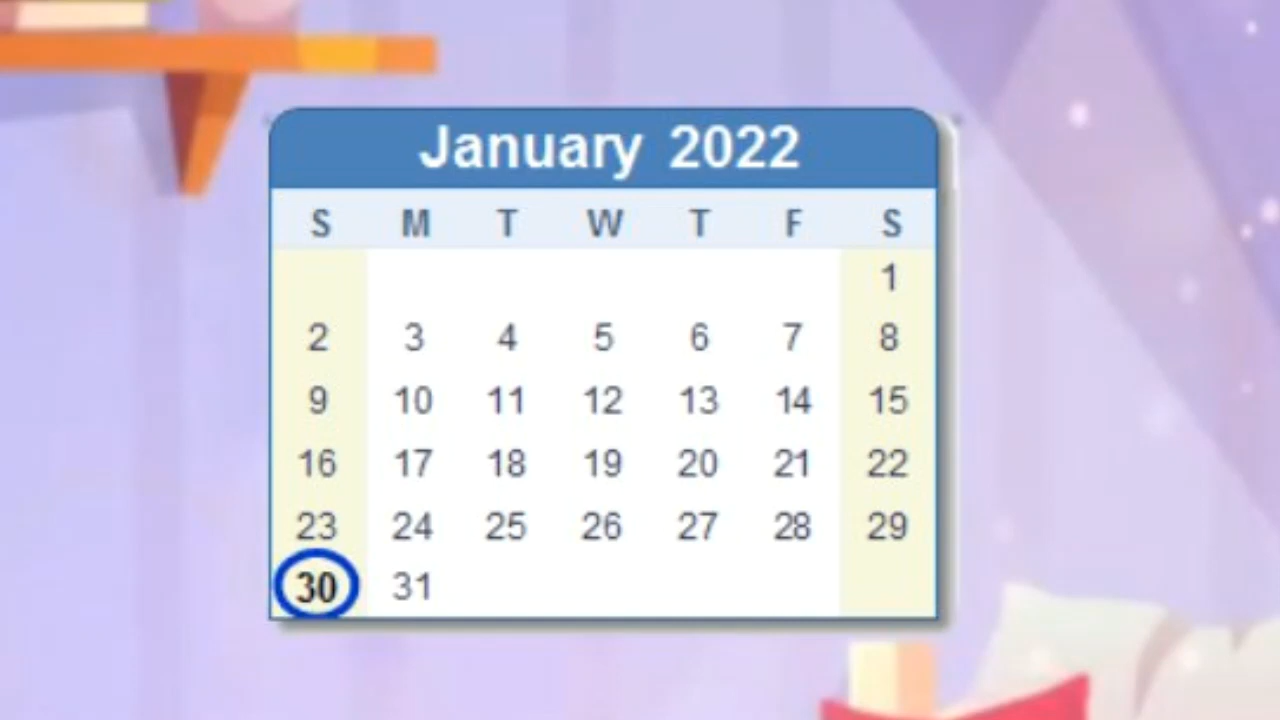 January 2022
S M T W T F S
1
2 3 4 5 6 7 8
9 10 11 12 13 14 15
16 17 18 19 20 21 22
23 24 25 26 27 28 29
30 31